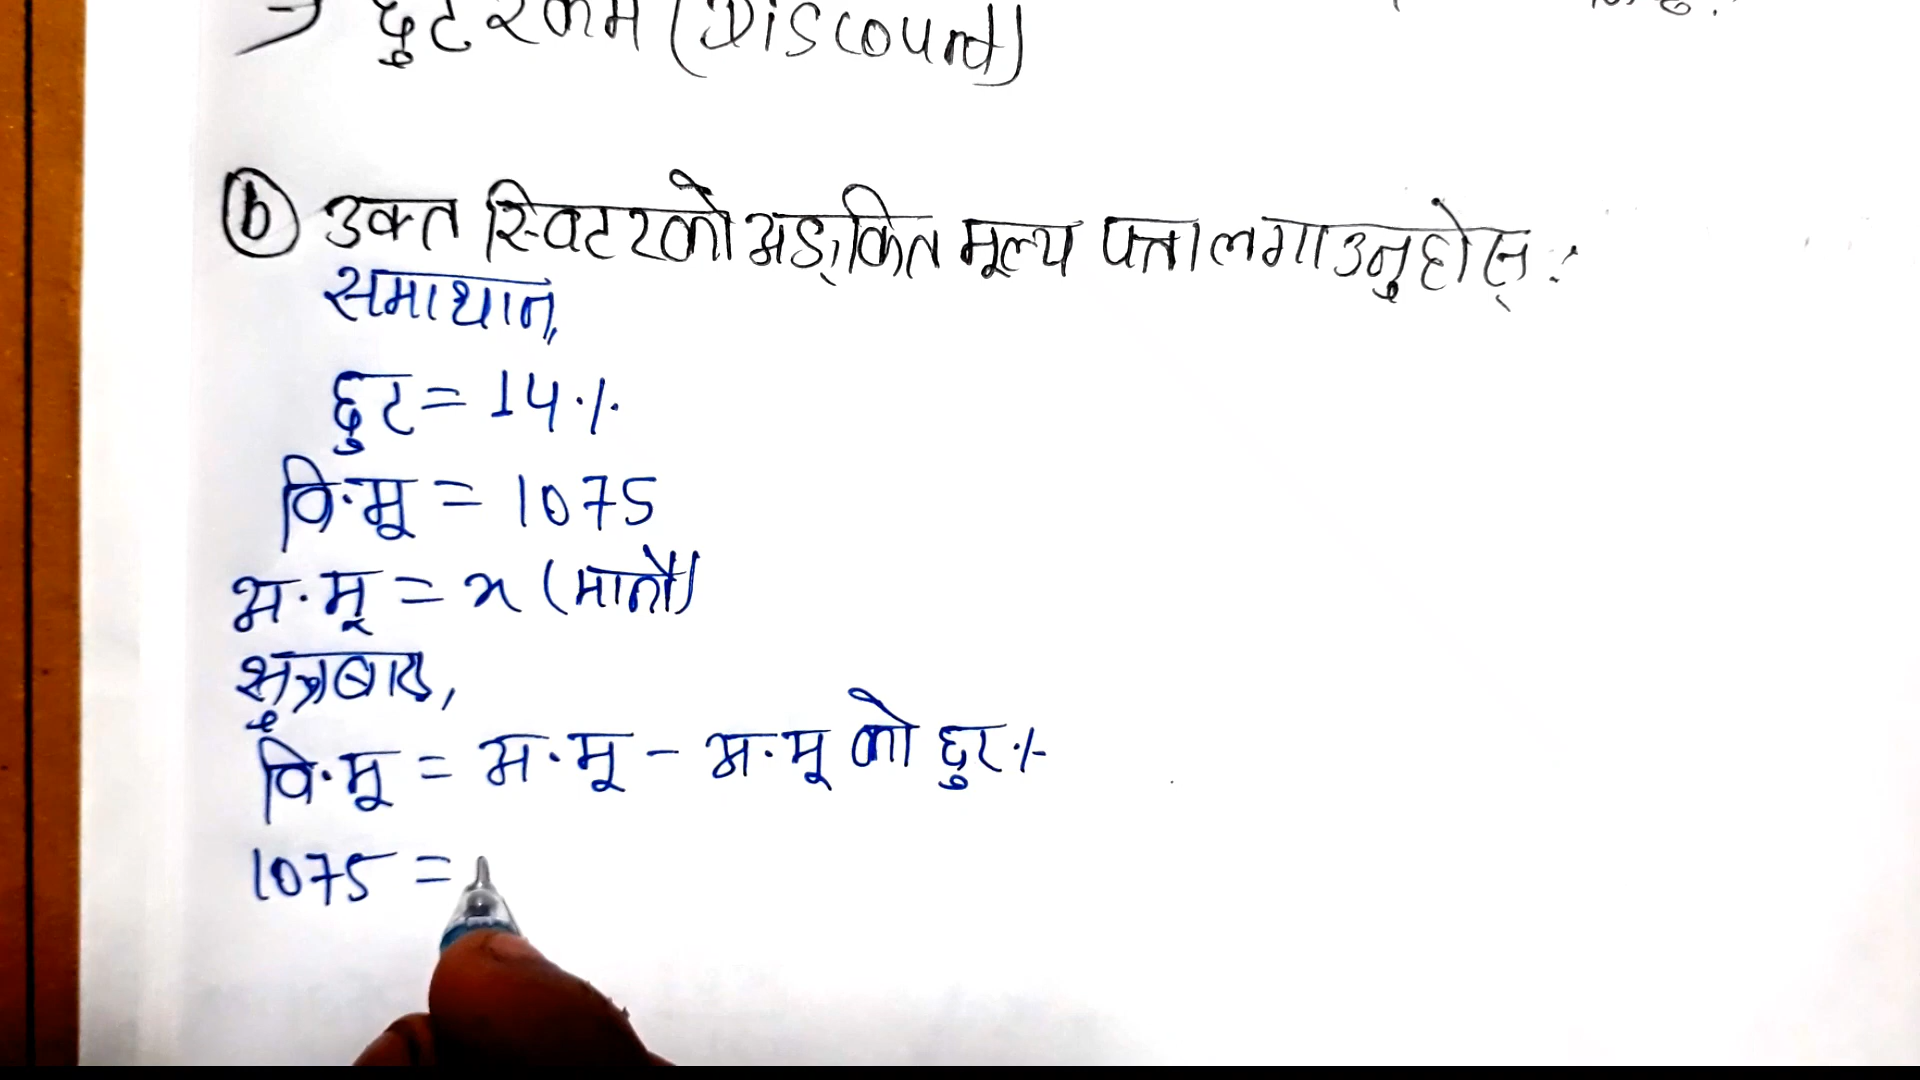 → छुट रकम (Discount)
ⓑ उक्त स्विटरको अङ्कित मूल्य पत्ता लगाउनुहोस् :
समाधान,
छुट = 14%
वि.मू = 1075
अ.मू = x (मानौ)
सुत्रबाट,
वि.मू = अ.मू - अ.मू को छुट %
1075 =